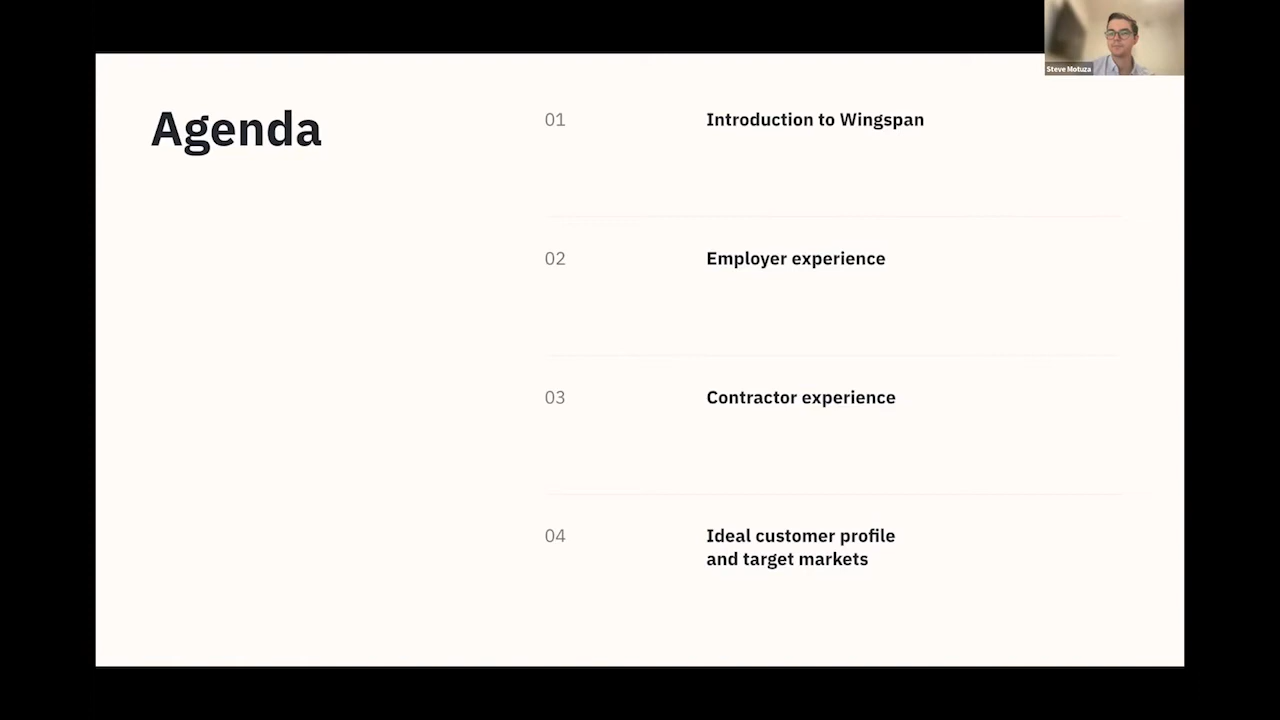 Steve Motuza
Agenda
01
Introduction to Wingspan
02
Employer experience
03
Contractor experience
04
Ideal customer profile
and target markets